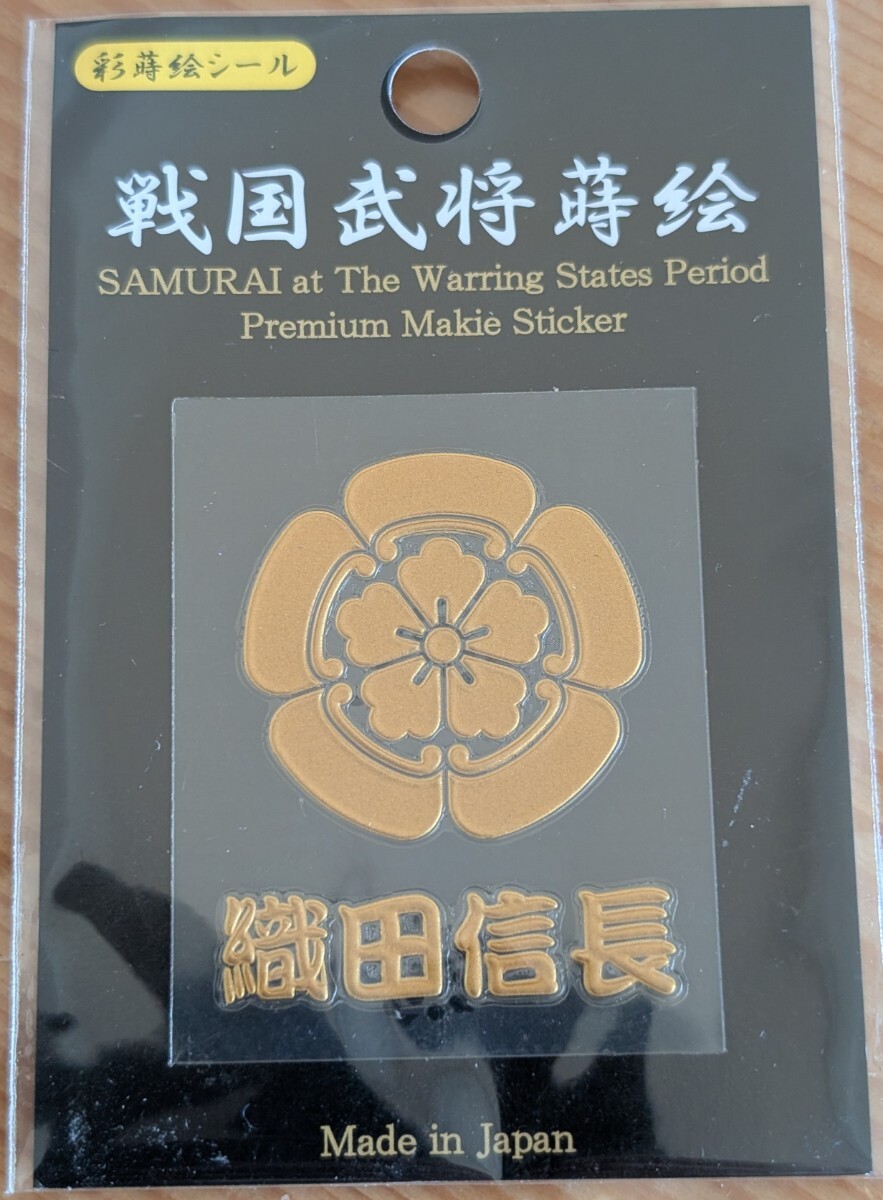 彩蒔絵シール
戦国武将蒔絵
SAMURAI at The Warring States Period
Premium Makie Sticker
織田信長
Made in Japan